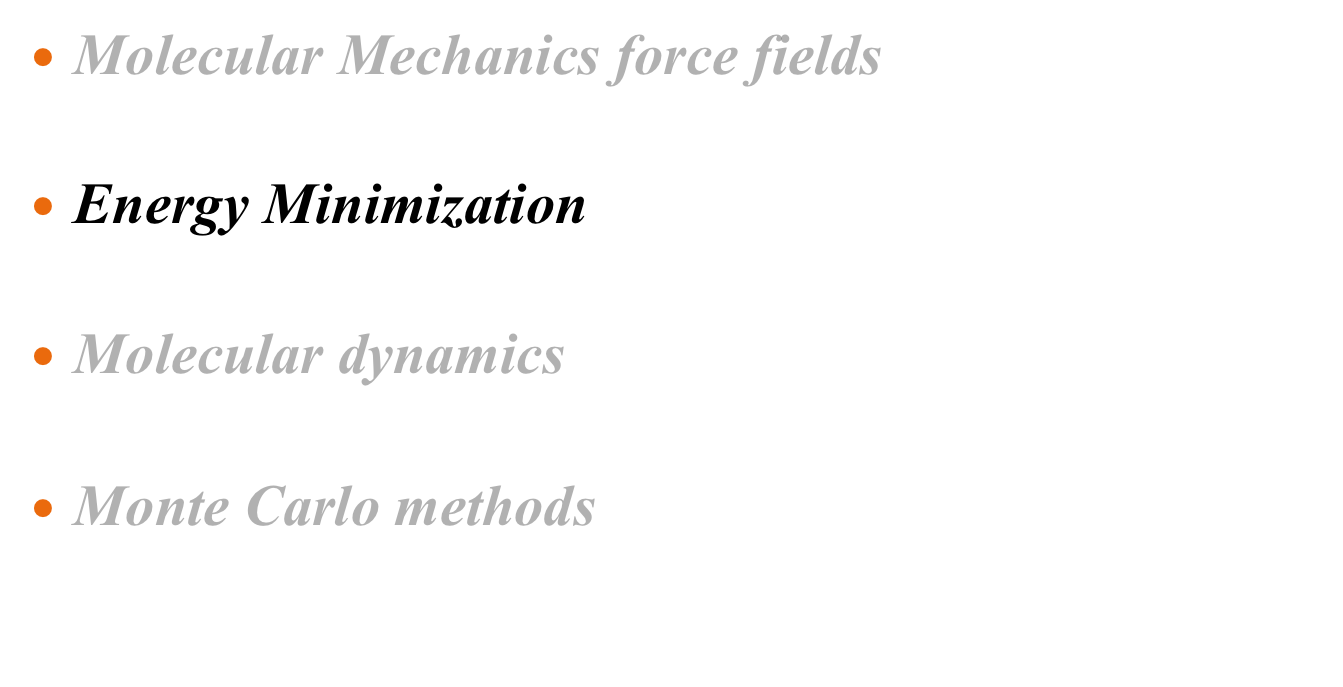 • Molecular Mechanics force fields
• Energy Minimization
• Molecular dynamics
• Monte Carlo methods